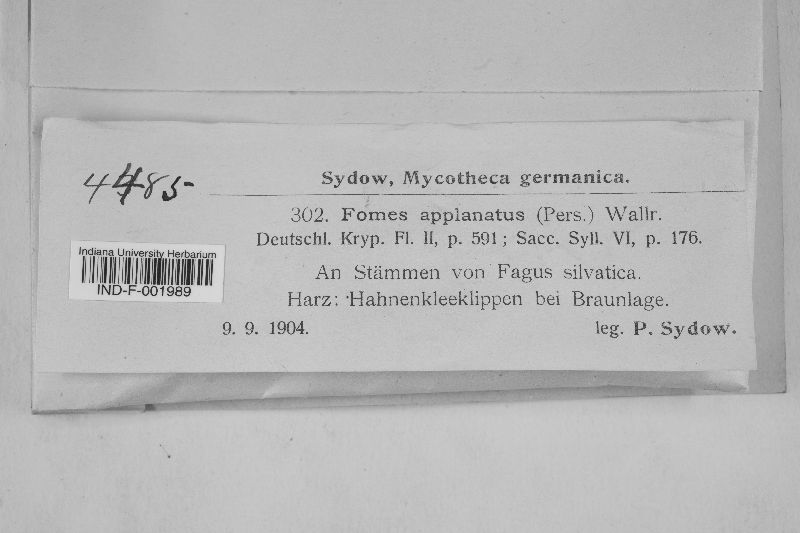 4485
Sydow, Mycotheca germanica.
302. Fomes applanatus (Pers.) Wallr.
Deutschl. Kryp. Fl. II, p. 591; Sacc. Syll. VI, p. 176.
Indiana University Herbarium
IND-F-001989
An Stämmen von Fagus silvatica.
Harz: Hahnenkleeklippen bei Braunlage.
9. 9. 1904. leg. P. Sydow.